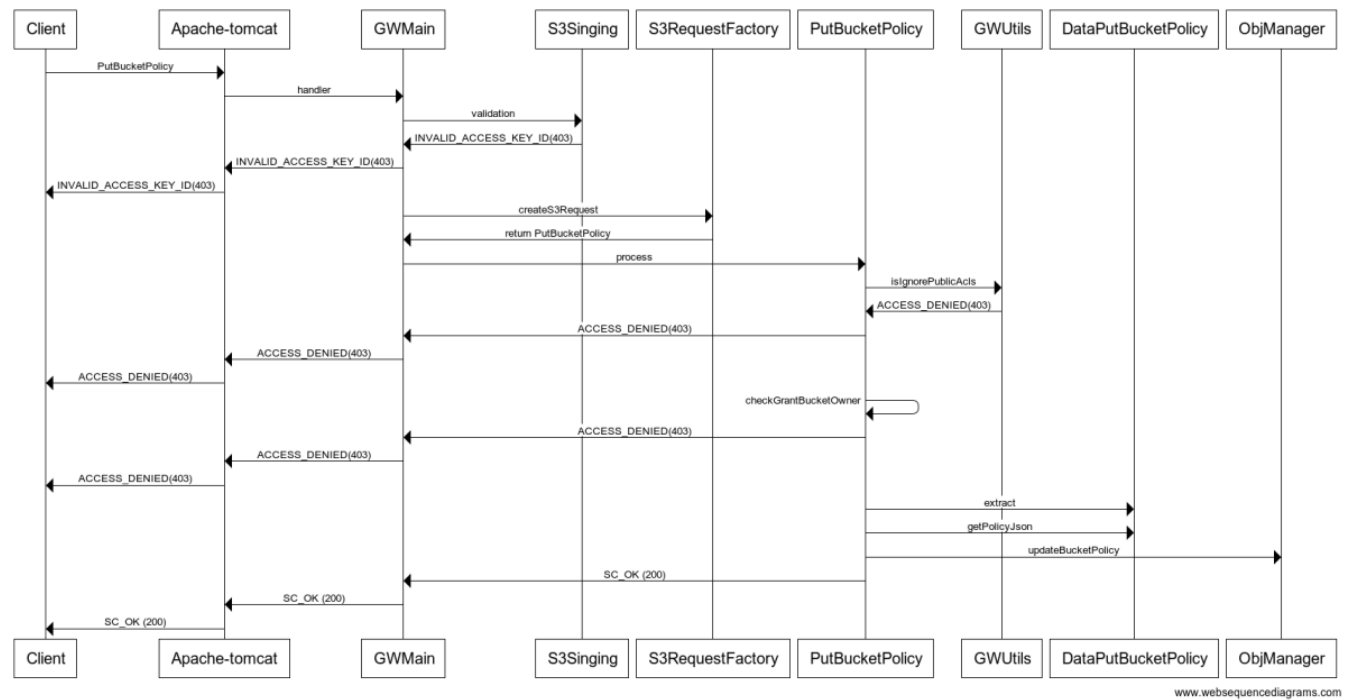 Client Apache-tomcat GWMain S3Singing S3RequestFactory PutBucketPolicy GWUtils DataPutBucketPolicy ObjManager
PutBucketPolicy
handler
validation
INVALID_ACCESS_KEY_ID(403)
INVALID_ACCESS_KEY_ID(403)
INVALID_ACCESS_KEY_ID(403)
createS3Request
return PutBucketPolicy
process
isIgnorePublicAcls
ACCESS_DENIED(403)
ACCESS_DENIED(403)
ACCESS_DENIED(403)
ACCESS_DENIED(403)
checkGrantBucketOwner
ACCESS_DENIED(403)
ACCESS_DENIED(403)
ACCESS_DENIED(403)
extract
getPolicyJson
updateBucketPolicy
SC_OK (200)
SC_OK (200)
SC_OK (200)
Client Apache-tomcat GWMain S3Singing S3RequestFactory PutBucketPolicy GWUtils DataPutBucketPolicy ObjManager
www.websequencediagrams.com